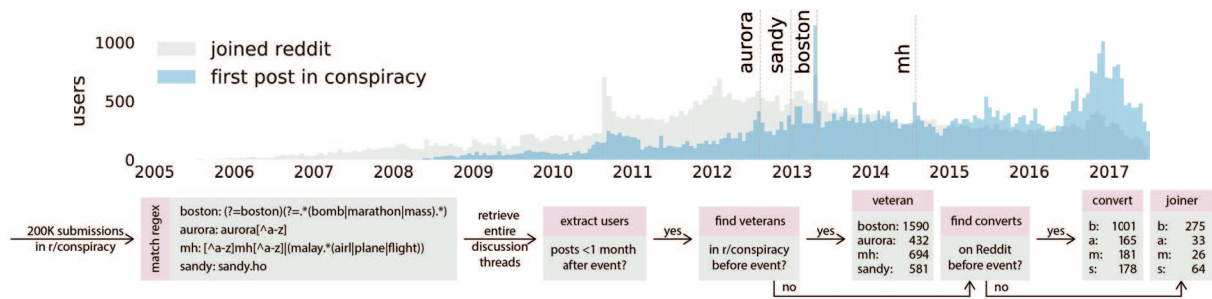 aurora
sandy
boston
mh
1000
500
0
users
joined reddit
first post in conspiracy
2005 2006 2007 2008 2009 2010 2011 2012 2013 2014 2015 2016 2017
200K submissions
in r/conspiracy
match regex
boston: (?=boston)(?=.*(bomb|marathon|mass).*)
aurora: aurora[^a-z]
mh: [^a-z]mh[^a-z]|(malay.*(airl|plane|flight))
sandy: sandy.ho
retrieve
entire
discussion
threads
extract users
posts <1 month
after event?
yes
find veterans
in r/conspiracy
before event?
yes
no
veteran
boston: 1590
aurora: 432
mh: 694
sandy: 581
find converts
on Reddit
before event?
yes
no
convert
b: 1001
a: 165
m: 181
s: 178
joiner
b: 275
a: 33
m: 26
s: 64